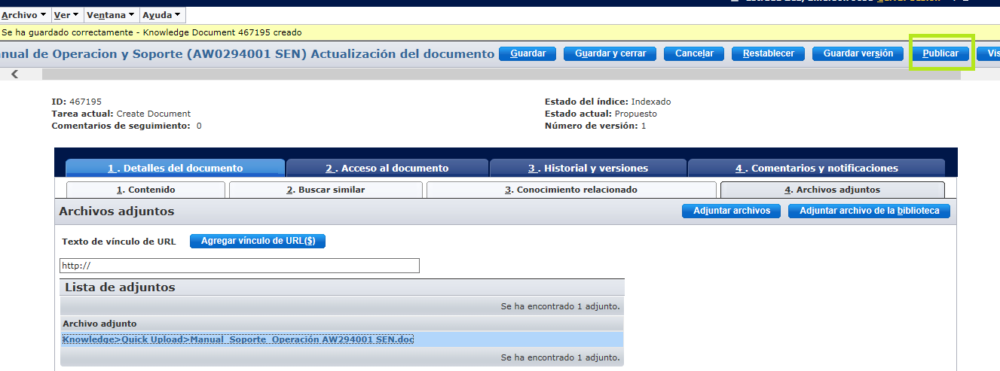 Archivo Ver Ventana Ayuda
Se ha guardado correctamente - Knowledge Document 467195 creado
nual de Operacion y Soporte (AW0294001 SEN) Actualización del documento Guardar Guardar y cerrar Cancelar Restablecer Guardar versión Publicar Vis
ID: 467195
Tarea actual: Create Document
Comentarios de seguimiento: 0
Estado del índice: Indexado
Estado actual: Propuesto
Número de versión: 1
1 . Detalles del documento 2 . Acceso al documento 3 . Historial y versiones 4 . Comentarios y notificaciones
1. Contenido 2. Buscar similar 3. Conocimiento relacionado 4. Archivos adjuntos
Archivos adjuntos Adjuntar archivos Adjuntar archivo de la biblioteca
Texto de vínculo de URL Agregar vínculo de URL($)
http://
Lista de adjuntos
Se ha encontrado 1 adjunto.
Archivo adjunto
Knowledge>Quick Upload>Manual_Soporte_Operación AW294001 SEN.doc
Se ha encontrado 1 adjunto.